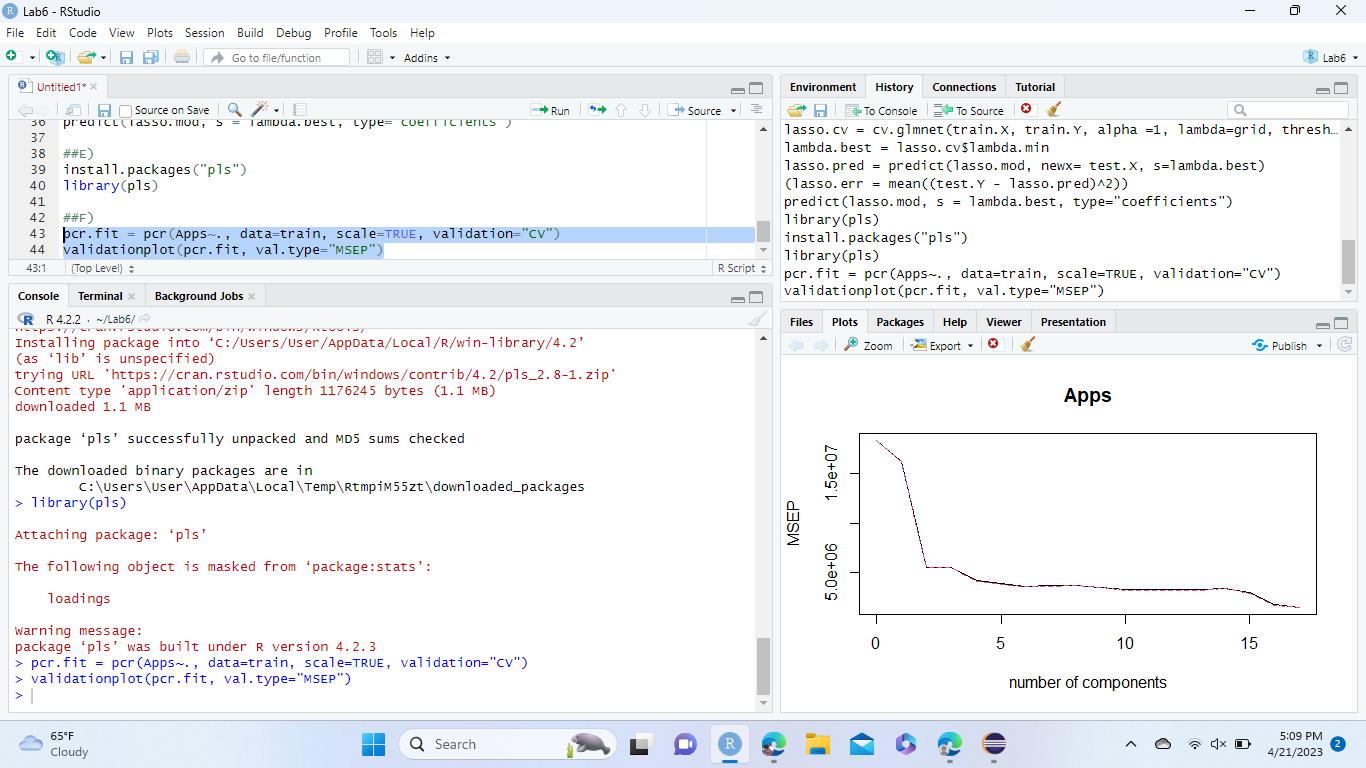 Lab6 - RStudio
File Edit Code View Plots Session Build Debug Profile Tools Help
Go to file/function Addins Lab6
Untitled1*
Source on Save Run Source
36 predict(lasso.mod, s = lambda.best, type="coefficients")
37
38 ##E)
39 install.packages("pls")
40 library(pls)
41
42 ##F)
43 pcr.fit = pcr(Apps~., data=train, scale=TRUE, validation="CV")
44 validationplot(pcr.fit, val.type="MSEP")
43:1 (Top Level) R Script
Console Terminal Background Jobs
R 4.2.2 · ~/Lab6/
https://cran.rstudio.com/bin/windows/Rtools/
Installing package into ‘C:/Users/User/AppData/Local/R/win-library/4.2’
(as ‘lib’ is unspecified)
trying URL 'https://cran.rstudio.com/bin/windows/contrib/4.2/pls_2.8-1.zip'
Content type 'application/zip' length 1176245 bytes (1.1 MB)
downloaded 1.1 MB
package ‘pls’ successfully unpacked and MD5 sums checked
The downloaded binary packages are in
C:\Users\User\AppData\Local\Temp\RtmpiM55zt\downloaded_packages
> library(pls)
Attaching package: ‘pls’
The following object is masked from ‘package:stats’:
loadings
Warning message:
package ‘pls’ was built under R version 4.2.3
> pcr.fit = pcr(Apps~., data=train, scale=TRUE, validation="CV")
> validationplot(pcr.fit, val.type="MSEP")
>
Environment History Connections Tutorial
To Console To Source
lasso.cv = cv.glmnet(train.X, train.Y, alpha =1, lambda=grid, thresh…
lambda.best = lasso.cv$lambda.min
lasso.pred = predict(lasso.mod, newx= test.X, s=lambda.best)
(lasso.err = mean((test.Y - lasso.pred)^2))
predict(lasso.mod, s = lambda.best, type="coefficients")
library(pls)
install.packages("pls")
library(pls)
pcr.fit = pcr(Apps~., data=train, scale=TRUE, validation="CV")
validationplot(pcr.fit, val.type="MSEP")
Files Plots Packages Help Viewer Presentation
Zoom Export Publish
Apps
MSEP
1.5e+07
5.0e+06
0 5 10 15
number of components
65°F
Cloudy
Search
5:09 PM
4/21/2023
2